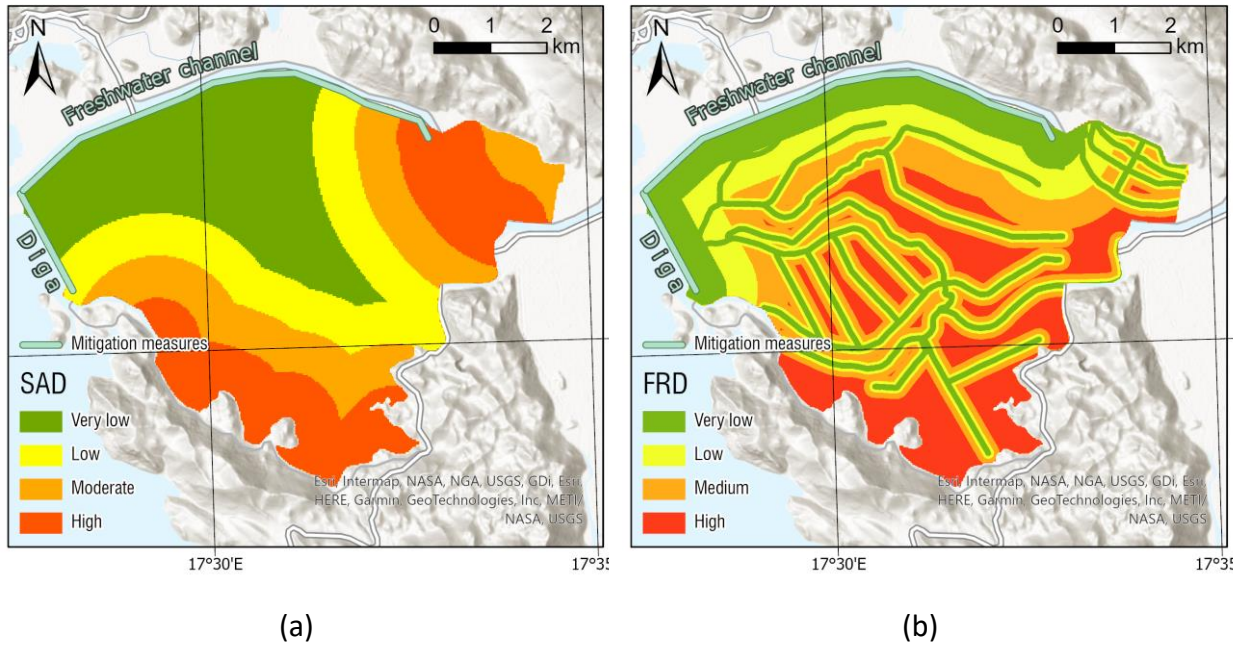 N
0 1 2
km
Freshwater channel
Diga
Mitigation measures
SAD
Very low
Low
Moderate
High
Esri, Intermap, NASA, NGA, USGS, GDi, Esri,
HERE, Garmin, GeoTechnologies, Inc, METI/
NASA, USGS
17°30'E
17°35
(a)
N
0 1 2
km
Freshwater channel
Diga
Mitigation measures
FRD
Very low
Low
Medium
High
Esri, Intermap, NASA, NGA, USGS, GDi, Esri,
HERE, Garmin, GeoTechnologies, Inc, METI/
NASA, USGS
17°30'E
17°35
(b)